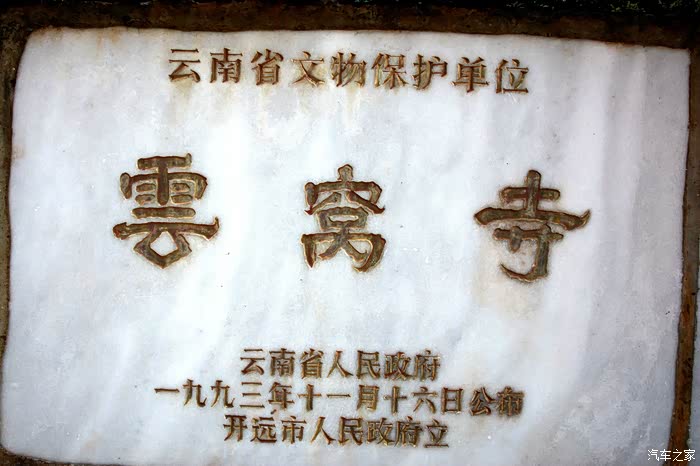 云南省文物保护单位
雲窝寺
云南省人民政府
一九九三年十一月十六日公布
开远市人民政府立
汽车之家